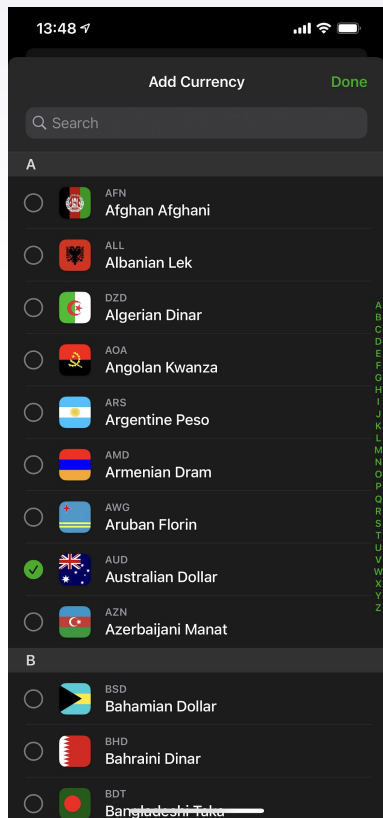 13:48
Add Currency
Done
Search
A
AFN
Afghan Afghani
ALL
Albanian Lek
DZD
Algerian Dinar
AOA
Angolan Kwanza
ARS
Argentine Peso
AMD
Armenian Dram
AWG
Aruban Florin
AUD
Australian Dollar
AZN
Azerbaijani Manat
B
BSD
Bahamian Dollar
BHD
Bahraini Dinar
BDT
Bangladeshi Taka
A
B
C
D
E
F
G
H
I
J
K
L
M
N
O
P
Q
R
S
T
U
V
W
X
Y
Z